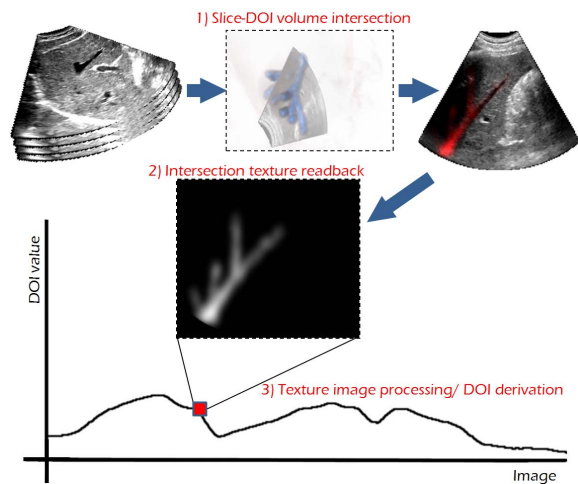 1) Slice-DOI volume intersection
2) Intersection texture readback
DOI value
3) Texture image processing/ DOI derivation
Image